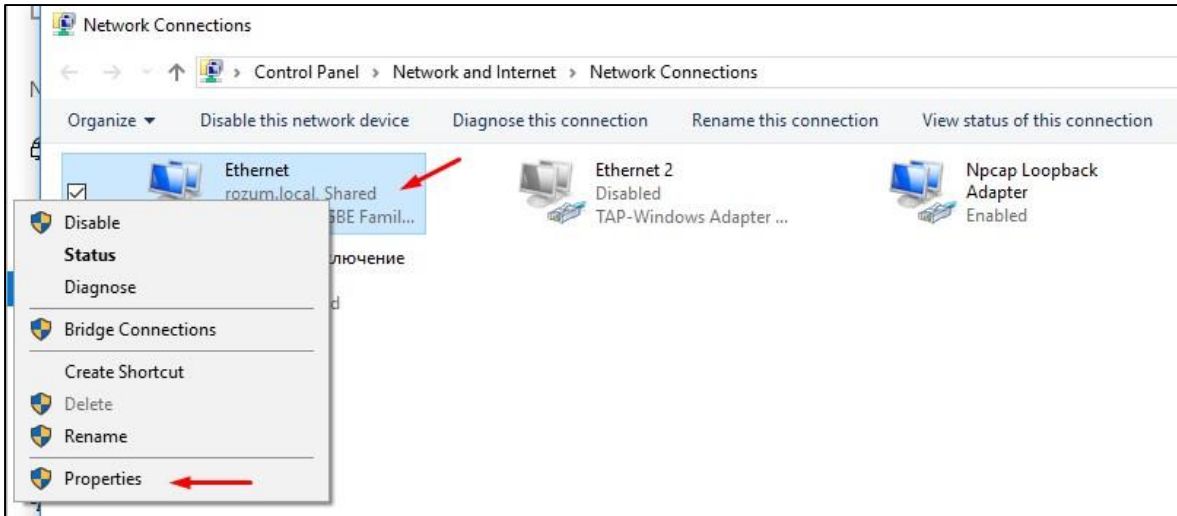 Network Connections
Control Panel > Network and Internet > Network Connections
Organize Disable this network device Diagnose this connection Rename this connection View status of this connection
Ethernet
rozum.local, Shared
GBE Famil...
Ethernet 2
Disabled
TAP-Windows Adapter ...
Npcap Loopback
Adapter
Enabled
Disable
Status
Diagnose
Bridge Connections
Create Shortcut
Delete
Rename
Properties